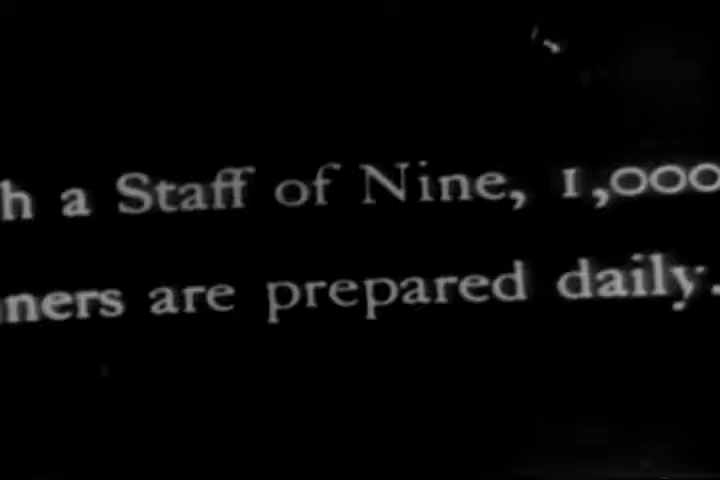 h a Staff of Nine, 1,000
nners are prepared daily.